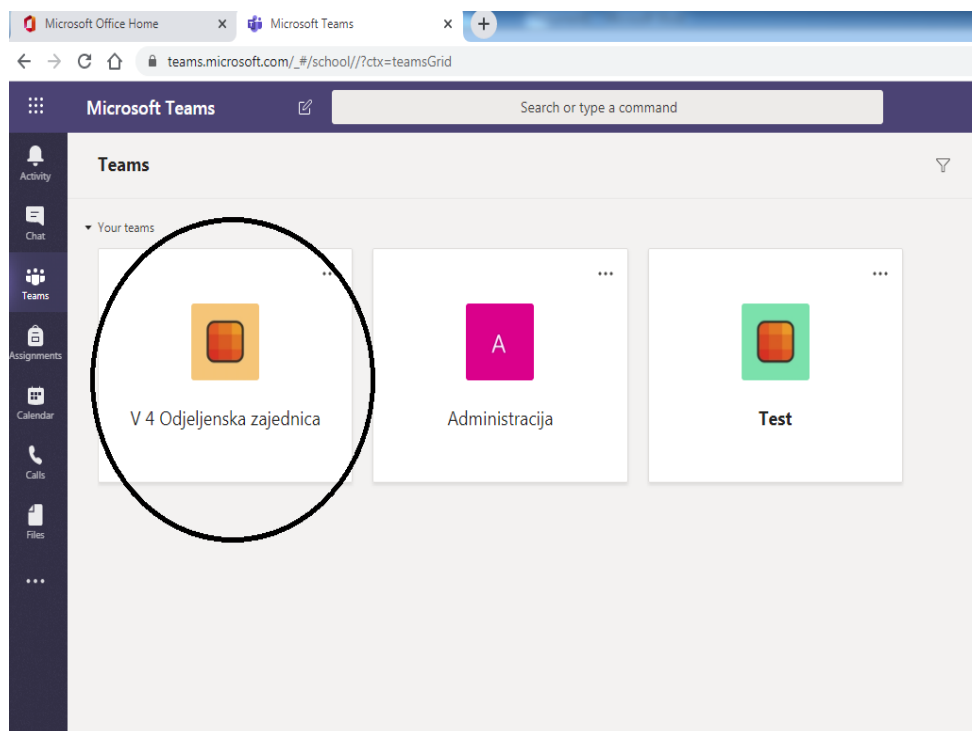 Microsoft Office Home
Microsoft Teams
teams.microsoft.com/_#/school//?ctx=teamsGrid
Microsoft Teams
Search or type a command
Activity
Chat
Teams
Assignments
Calendar
Calls
Files
Teams
Your teams
V 4 Odjeljenska zajednica
A
Administracija
Test